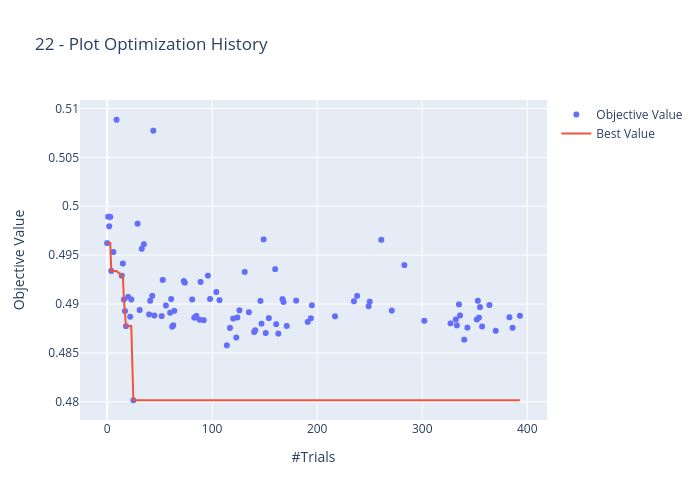 22 - Plot Optimization History
Objective Value
Best Value
0.51
0.505
0.5
0.495
0.49
0.485
0.48
Objective Value
0
100
200
300
400
#Trials